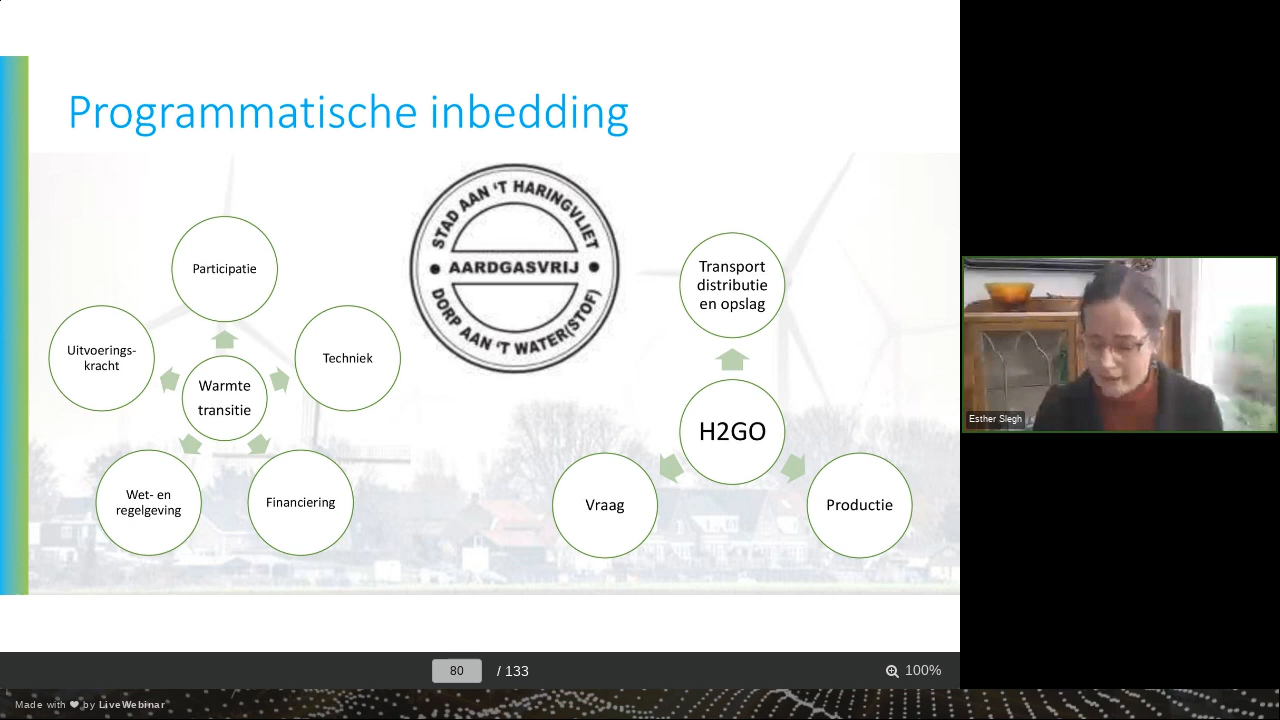 Programmatische inbedding
STAD AAN 'T HARINGVLIET
AARDGASVRIJ
DORP AAN 'T WATER(STOF)
Participatie
Uitvoerings-
kracht
Techniek
Warmte
transitie
Wet- en
regelgeving
Financiering
Transport
distributie
en opslag
H2GO
Vraag
Productie
Esther Slegh
80 / 133
100%
Made with ❤ by LiveWebinar